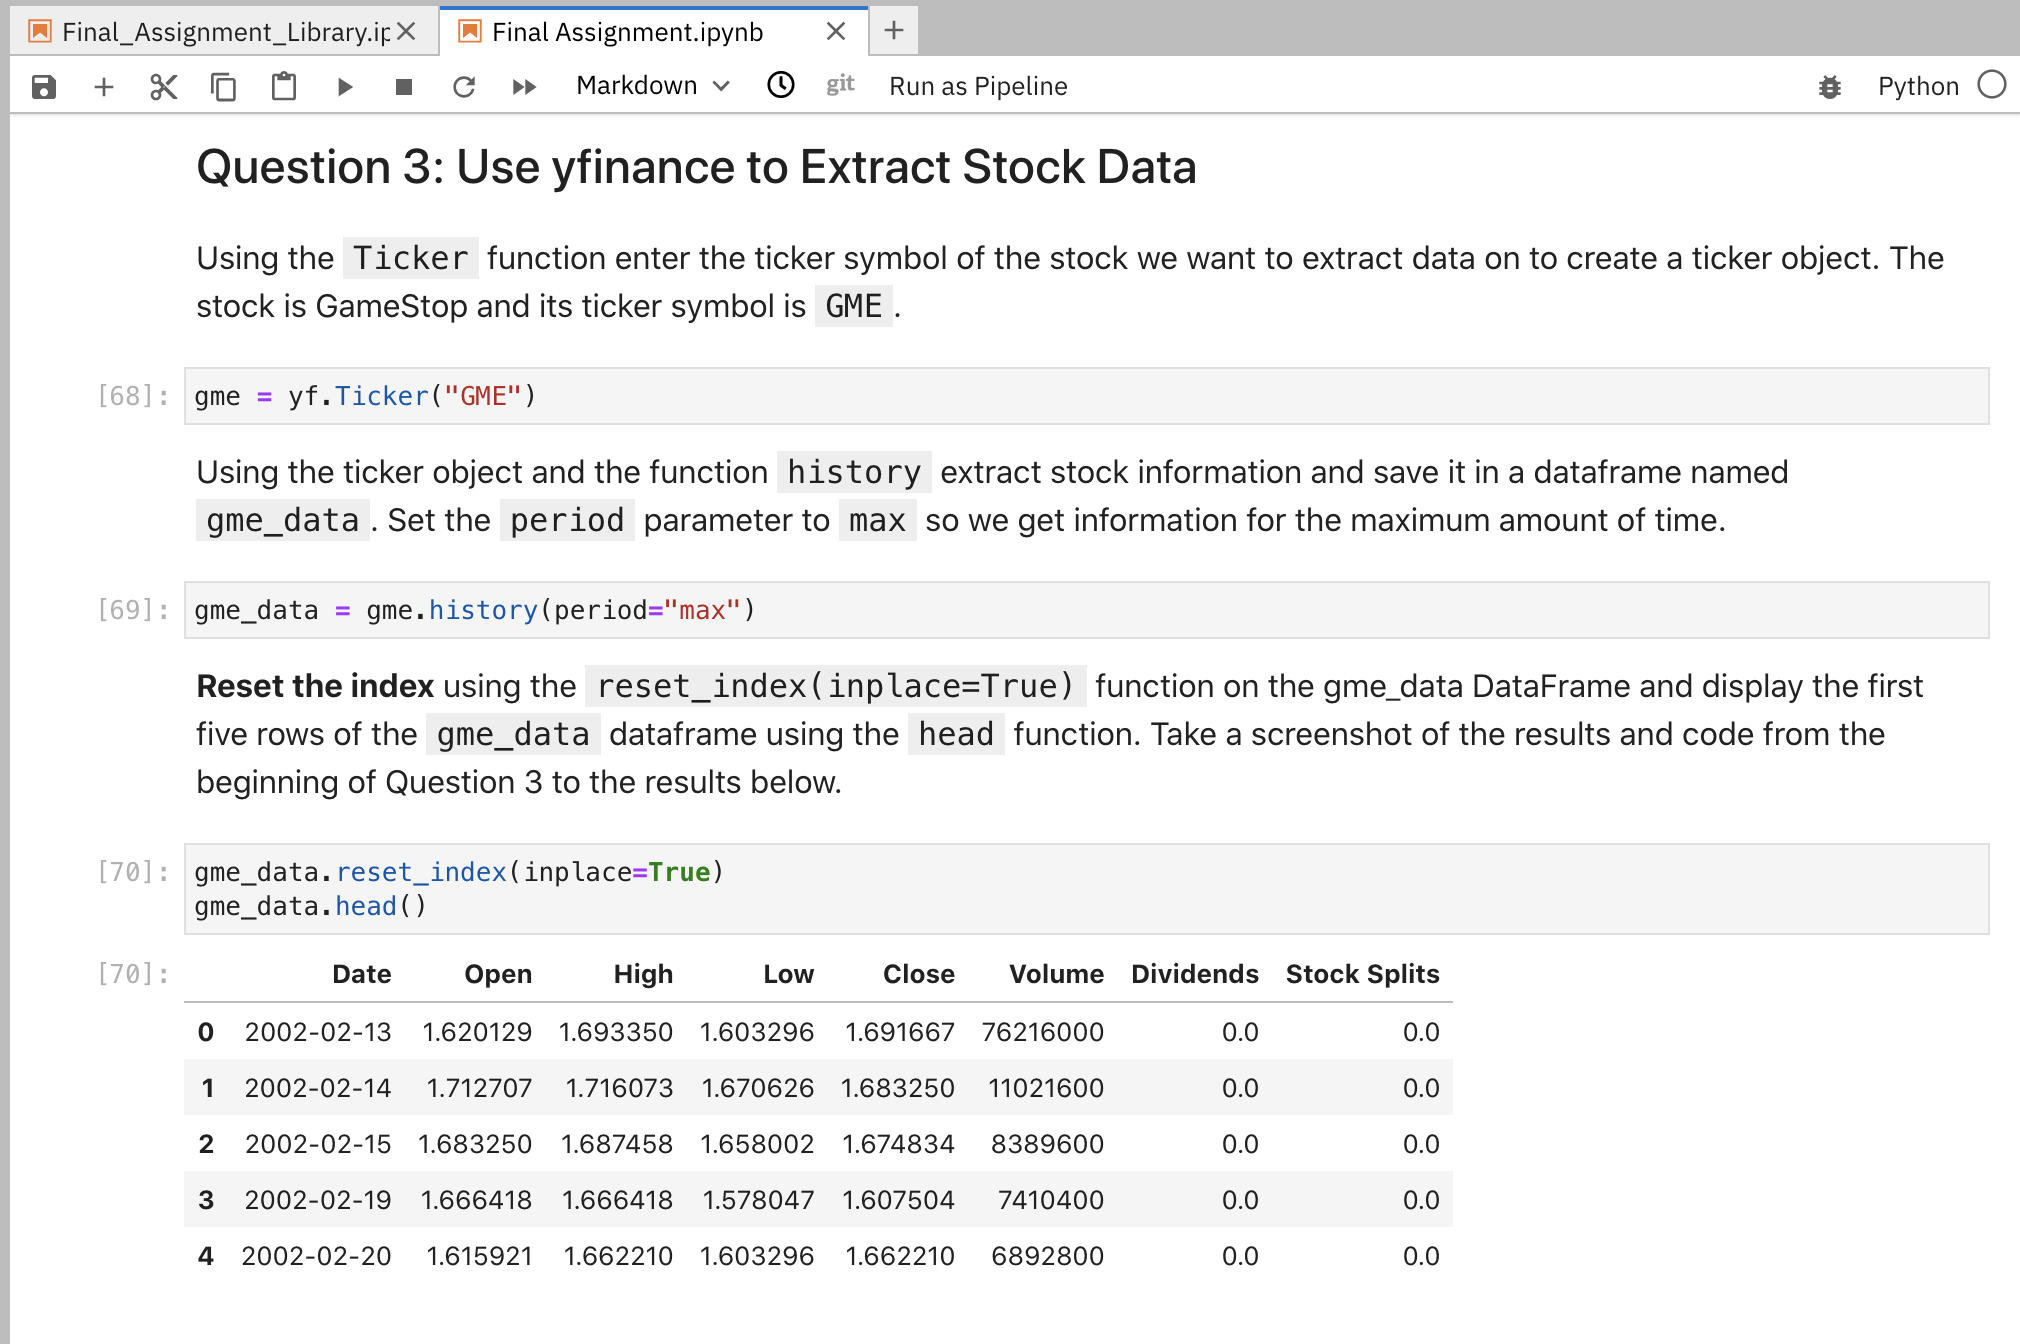 Final_Assignment_Library.ip
Final Assignment.ipynb
Markdown
git
Run as Pipeline
Python
Question 3: Use yfinance to Extract Stock Data
Using the Ticker function enter the ticker symbol of the stock we want to extract data on to create a ticker object. The
stock is GameStop and its ticker symbol is GME.
[68]: gme = yf.Ticker("GME")
Using the ticker object and the function history extract stock information and save it in a dataframe named
gme_data. Set the period parameter to max so we get information for the maximum amount of time.
[69]: gme_data = gme.history(period="max")
Reset the index using the reset_index(inplace=True) function on the gme_data DataFrame and display the first
five rows of the gme_data dataframe using the head function. Take a screenshot of the results and code from the
beginning of Question 3 to the results below.
[70]: gme_data.reset_index(inplace=True)
gme_data.head()
[70]: Date Open High Low Close Volume Dividends Stock Splits
0 2002-02-13 1.620129 1.693350 1.603296 1.691667 76216000 0.0 0.0
1 2002-02-14 1.712707 1.716073 1.670626 1.683250 11021600 0.0 0.0
2 2002-02-15 1.683250 1.687458 1.658002 1.674834 8389600 0.0 0.0
3 2002-02-19 1.666418 1.666418 1.578047 1.607504 7410400 0.0 0.0
4 2002-02-20 1.615921 1.662210 1.603296 1.662210 6892800 0.0 0.0